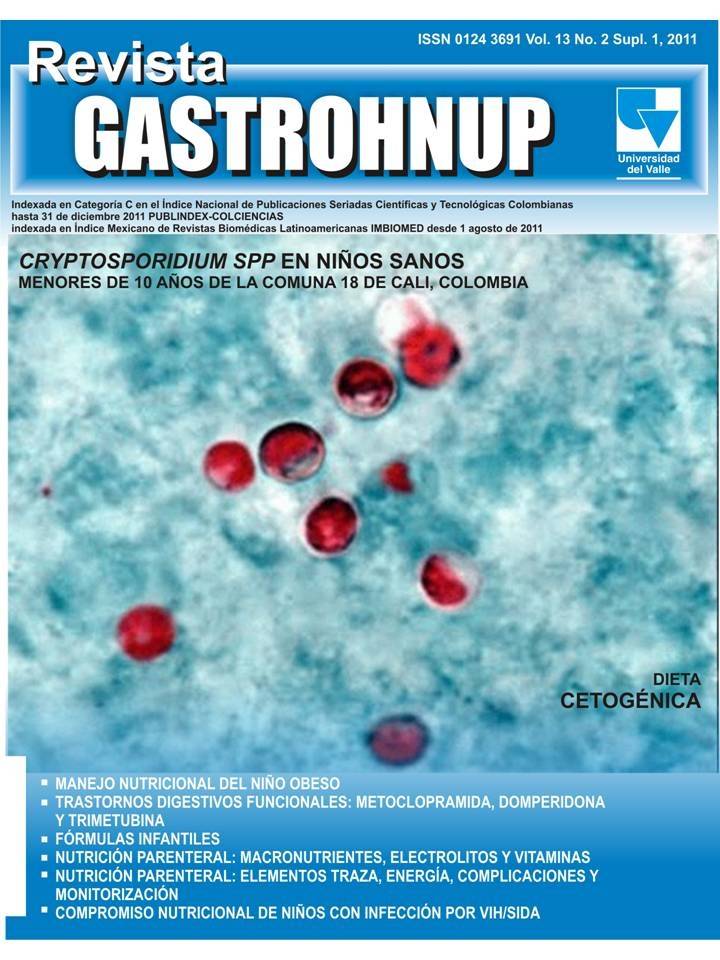 ISSN 0124 3691 Vol. 13 No. 2 Supl. 1, 2011
Revista
GASTROHNUP
Universidad
del Valle
Indexada en Categoría C en el Índice Nacional de Publicaciones Seriadas Científicas y Tecnológicas Colombianas
hasta 31 de diciembre 2011 PUBLINDEX-COLCIENCIAS
indexada en Índice Mexicano de Revistas Biomédicas Latinoamericanas IMBIOMED desde 1 agosto de 2011
CRYPTOSPORIDIUM SPP EN NIÑOS SANOS
MENORES DE 10 AÑOS DE LA COMUNA 18 DE CALI, COLOMBIA
DIETA
CETOGÉNICA
▪ MANEJO NUTRICIONAL DEL NIÑO OBESO
▪ TRASTORNOS DIGESTIVOS FUNCIONALES: METOCLOPRAMIDA, DOMPERIDONA
Y TRIMETUBINA
▪ FÓRMULAS INFANTILES
▪ NUTRICIÓN PARENTERAL: MACRONUTRIENTES, ELECTROLITOS Y VITAMINAS
▪ NUTRICIÓN PARENTERAL: ELEMENTOS TRAZA, ENERGÍA, COMPLICACIONES Y
MONITORIZACIÓN
▪ COMPROMISO NUTRICIONAL DE NIÑOS CON INFECCIÓN POR VIH/SIDA